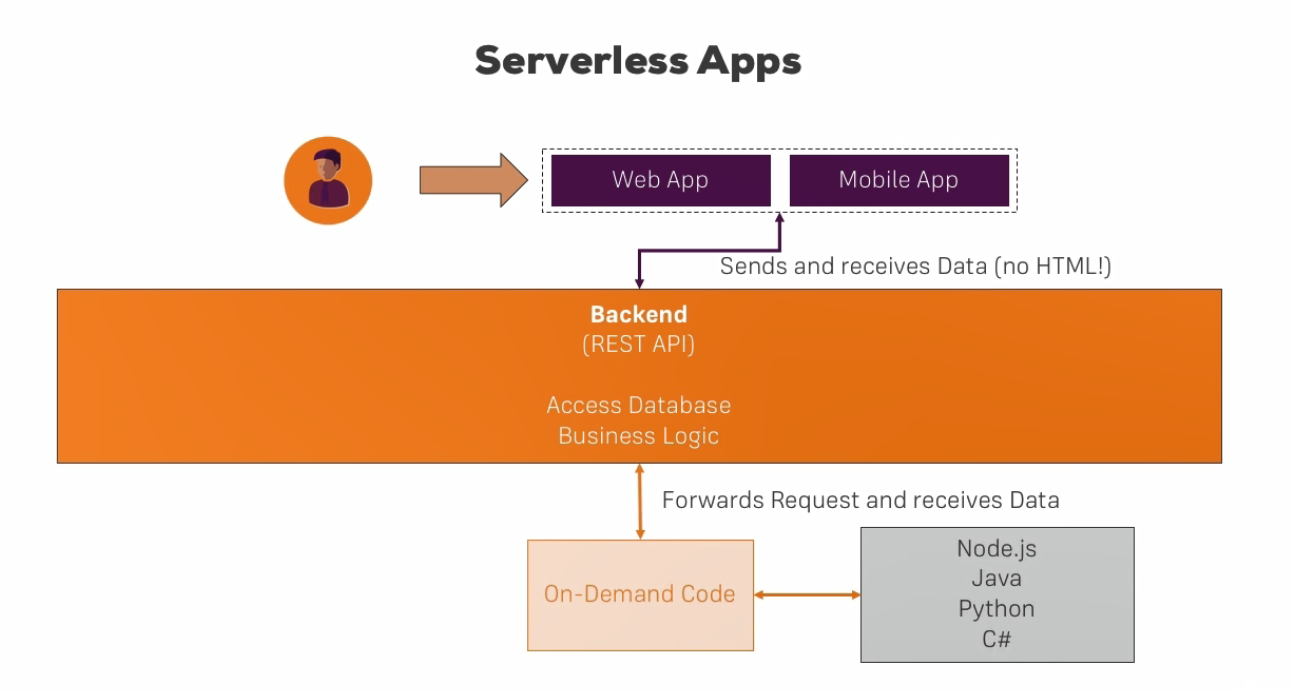 Serverless Apps
Web App
Mobile App
Sends and receives Data (no HTML!)
Backend
(REST API)
Access Database
Business Logic
Forwards Request and receives Data
On-Demand Code
Node.js
Java
Python
C#